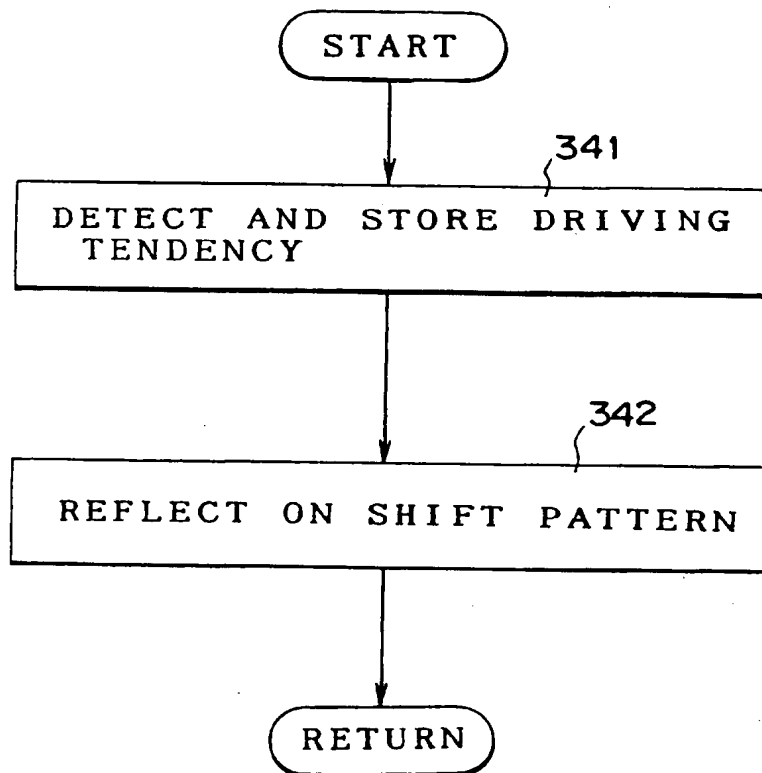 START
341
DETECT AND STORE DRIVING
TENDENCY
342
REFLECT ON SHIFT PATTERN
RETURN